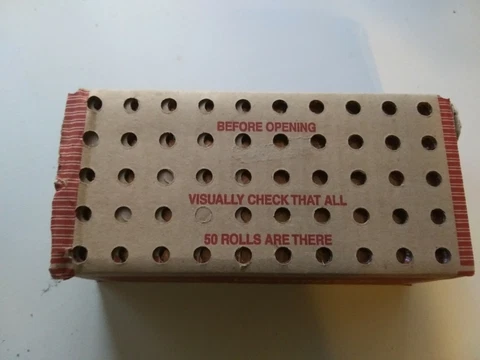 BEFORE OPENING
VISUALLY CHECK THAT ALL
50 ROLLS ARE THERE